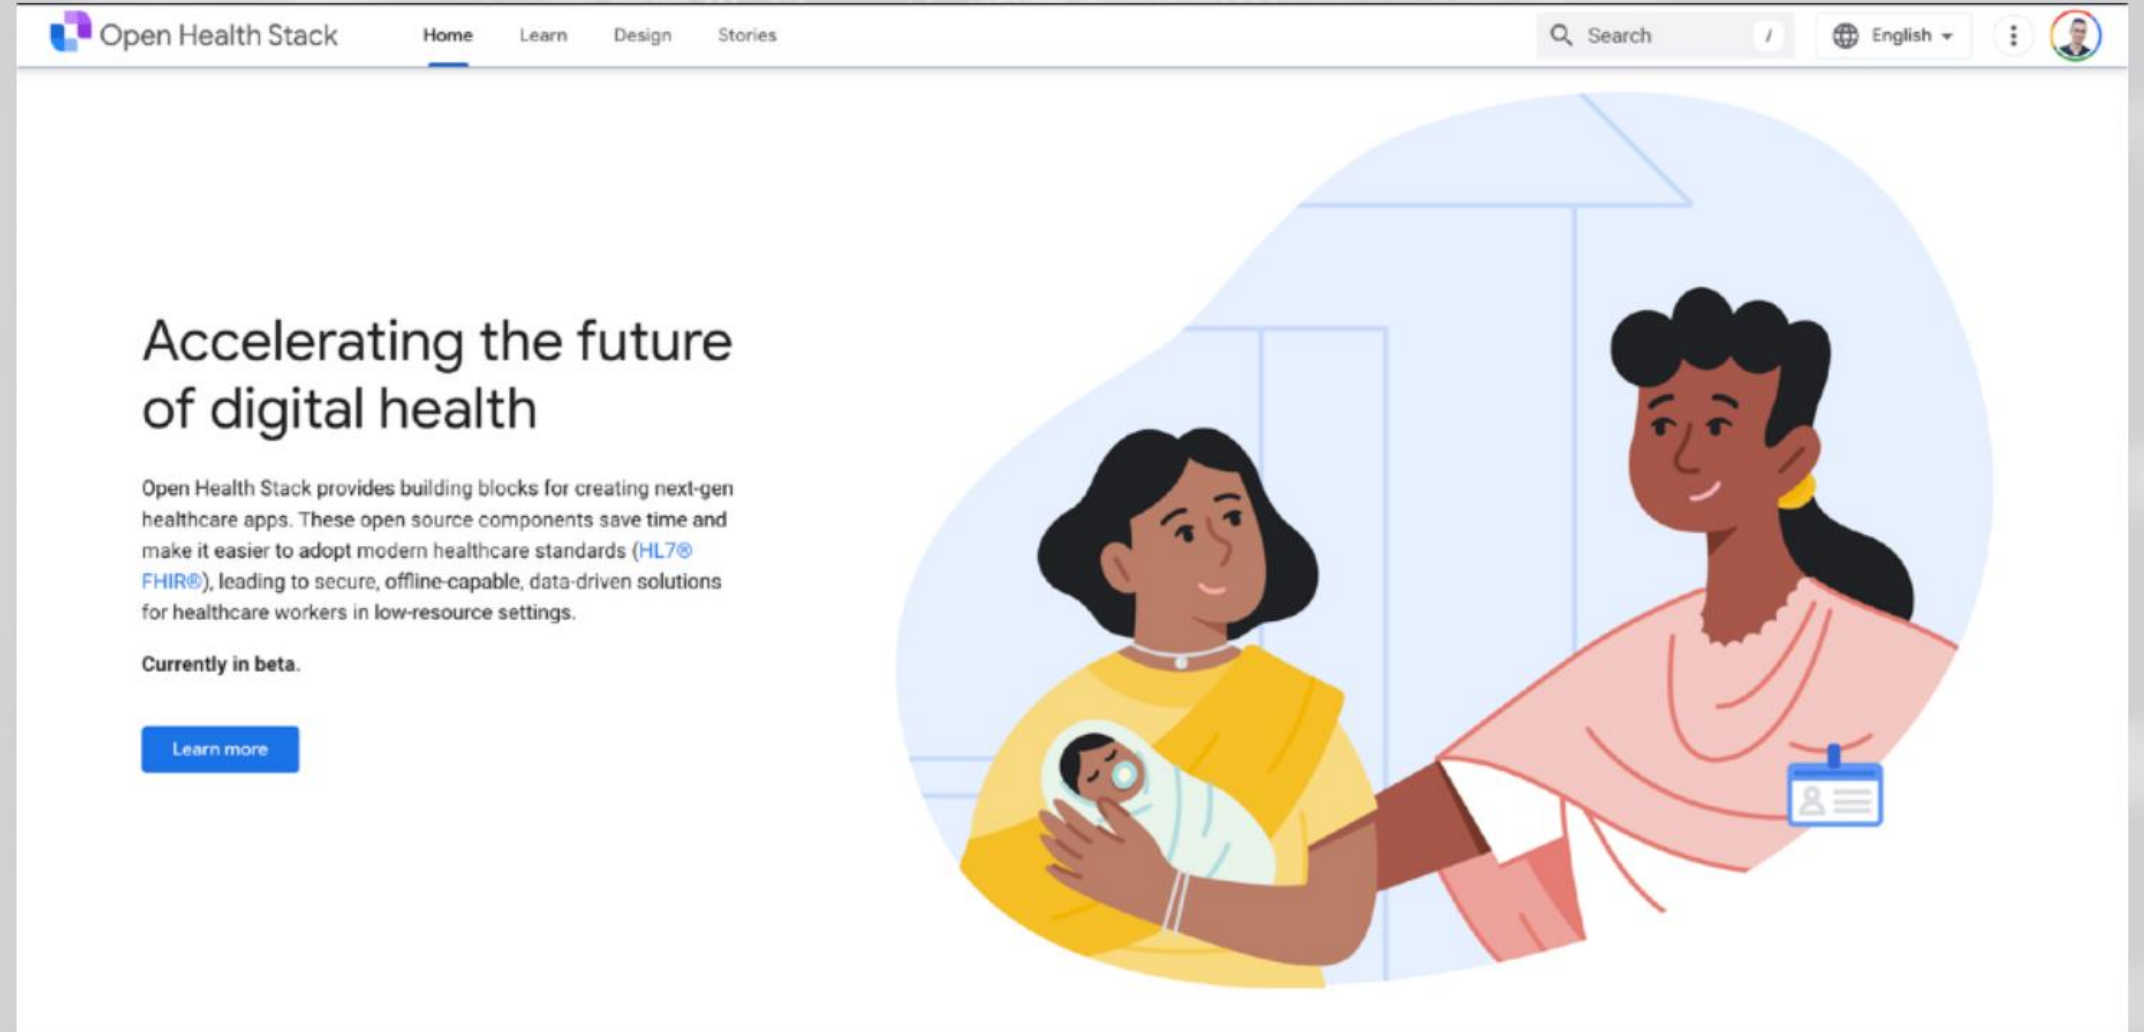 Open Health Stack
Home
Learn
Design
Stories
Search
/
English
Accelerating the future
of digital health
Open Health Stack provides building blocks for creating next-gen
healthcare apps. These open source components save time and
make it easier to adopt modern healthcare standards (HL7®
FHIR®), leading to secure, offline-capable, data-driven solutions
for healthcare workers in low-resource settings.
Currently in beta.
Learn more